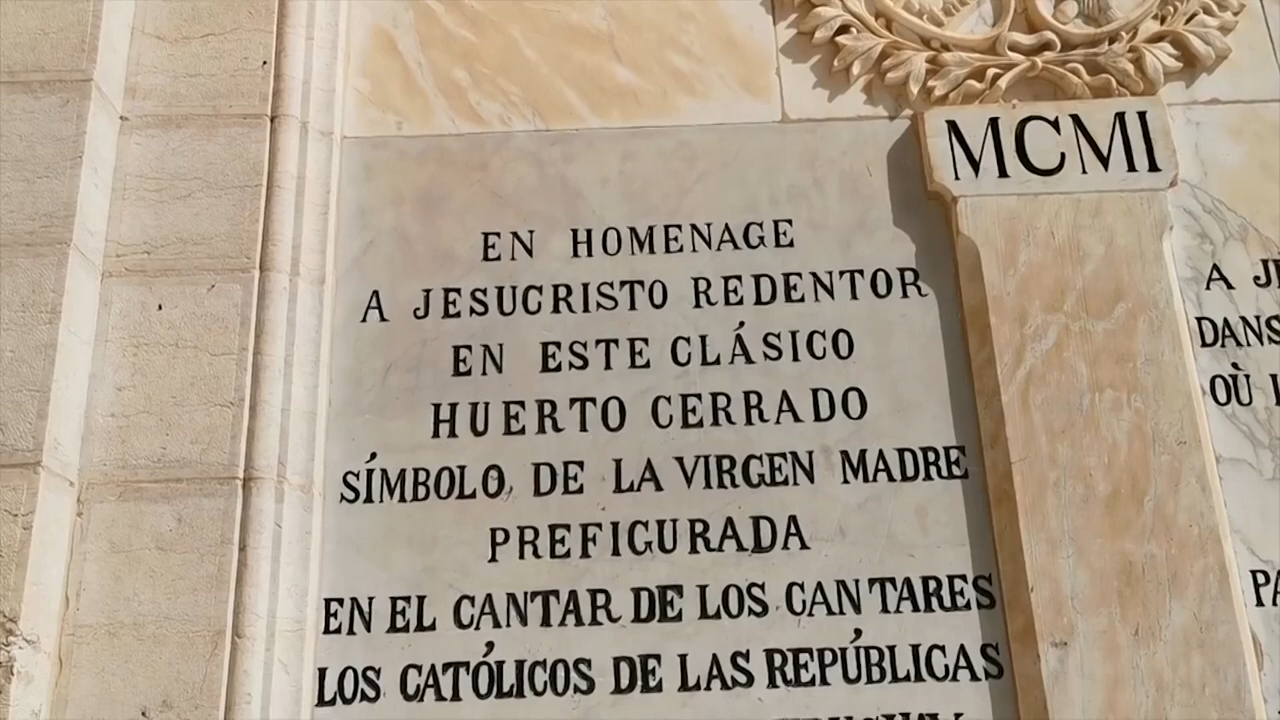 MCMI
EN HOMENAGE
A JESUCRISTO REDENTOR
EN ESTE CLÁSICO
HUERTO CERRADO
SÍMBOLO, DE LA VIRGEN MADRE
PREFIGURADA
EN EL CANTAR DE LOS CANTARES
LOS CATÓLICOS DE LAS REPÚBLICAS
A
DANS
OÙ